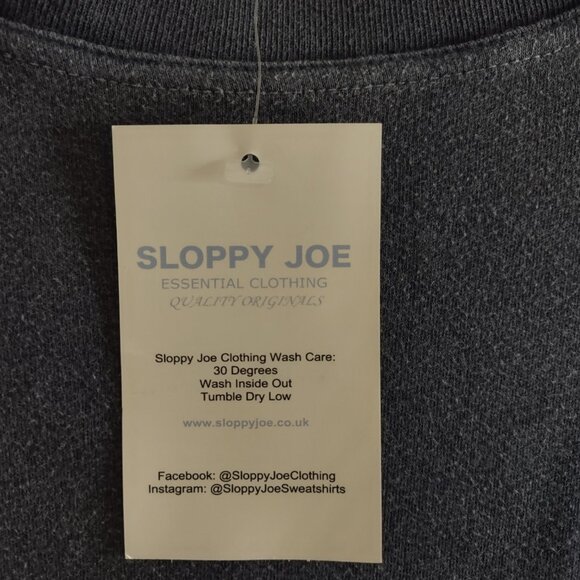 SLOPPY JOE
ESSENTIAL CLOTHING
QUALITY ORIGINALS
Sloppy Joe Clothing Wash Care:
30 Degrees
Wash Inside Out
Tumble Dry Low
www.sloppyjoe.co.uk
Facebook: @SloppyJoeClothing
Instagram: @SloppyJoeSweatshirts